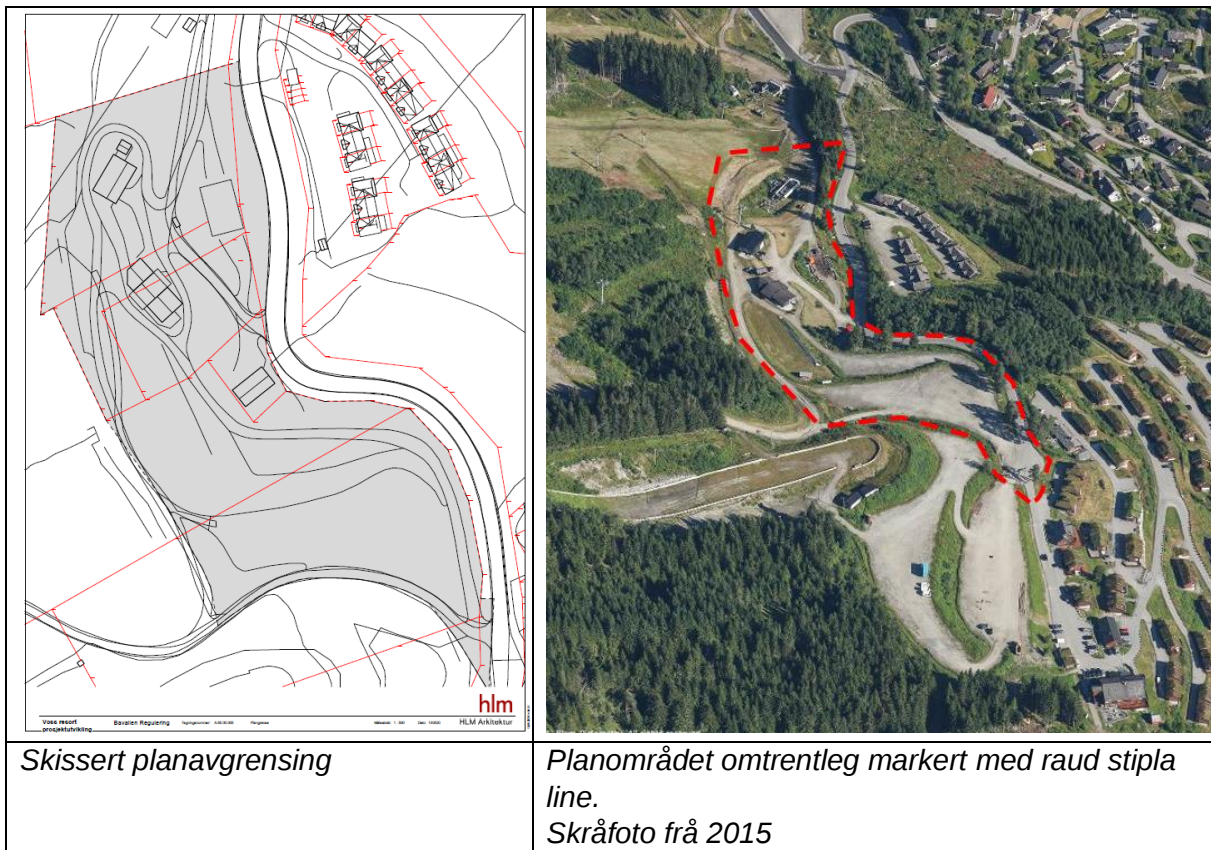 hlm
Voss resort
prosjektutvikling
Bavallen Regulering
HLM Arkitektur
Skissert planavgrensing
Planområdet omtrentleg markert med raud stipla
line.
Skråfoto frå 2015